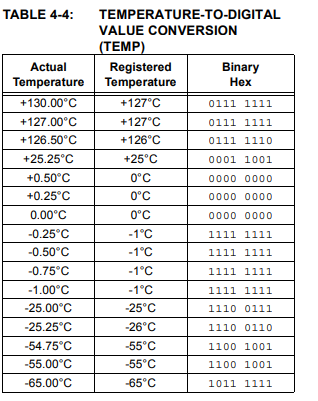 TABLE 4-4: TEMPERATURE-TO-DIGITAL
VALUE CONVERSION
(TEMP)
Actual Temperature Registered Temperature Binary Hex
+130.00°C +127°C 0111 1111
+127.00°C +127°C 0111 1111
+126.50°C +126°C 0111 1110
+25.25°C +25°C 0001 1001
+0.50°C 0°C 0000 0000
+0.25°C 0°C 0000 0000
0.00°C 0°C 0000 0000
-0.25°C -1°C 1111 1111
-0.50°C -1°C 1111 1111
-0.75°C -1°C 1111 1111
-1.00°C -1°C 1111 1111
-25.00°C -25°C 1110 0111
-25.25°C -26°C 1110 0110
-54.75°C -55°C 1100 1001
-55.00°C -55°C 1100 1001
-65.00°C -65°C 1011 1111